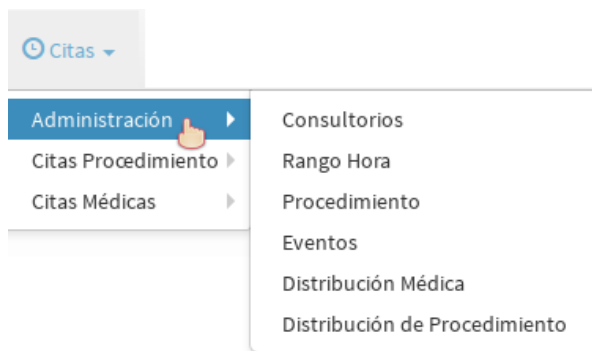 Citas
Administración
Citas Procedimiento
Citas Médicas
Consultorios
Rango Hora
Procedimiento
Eventos
Distribución Médica
Distribución de Procedimiento